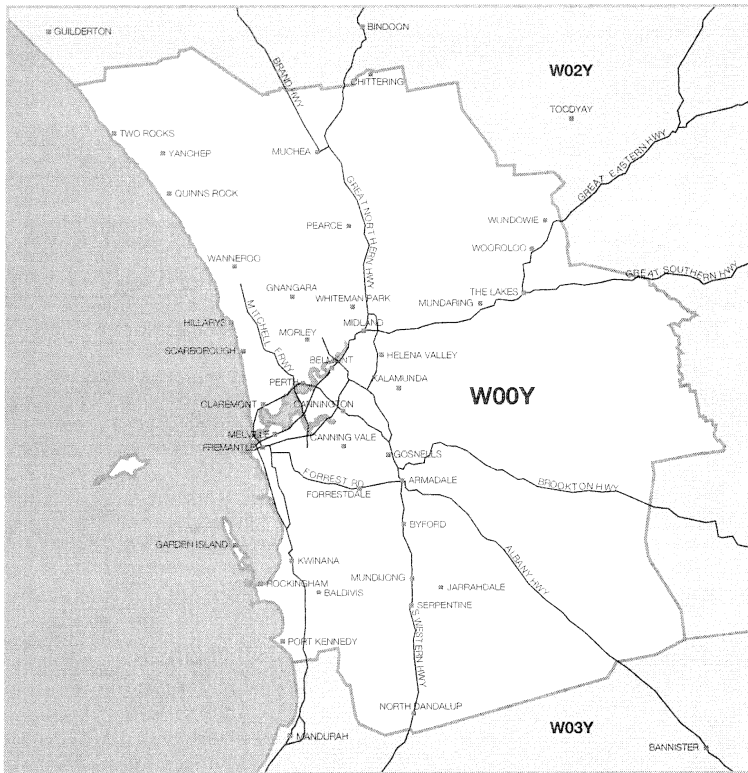 GUILDERTON
BINDOON
W02Y
CHITTERING
BRAND HWY
TOODYAY
TWO ROCKS
YANCHEP
MUCHEA
GREAT EASTERN HWY
QUINNS ROCK
GREAT NORTHERN HWY
WUNDOWIE
PEARCE
WOOROLOO
WANNEROO
GREAT SOUTHERN HWY
GNANGARA
THE LAKES
WHITEMAN PARK
MUNDARING
MITCHELL FRWY
HILLARYS
MIDLAND
MORLEY
SCARBOROUGH
BELMONT
HELENA VALLEY
PERTH
KALAMUNDA
W00Y
CLAREMONT
CANNINGTON
MELVILLE
CANNING VALE
FREMANTLE
GOSNELLS
FORREST RD
ARMADALE
BROOKTON HWY
FORRESTDALE
BYFORD
GARDEN ISLAND
ALBANY HWY
KWINANA
MUNDIJONG
ROCKINGHAM
JARRAHDALE
BALDIVIS
SERPENTINE
S WESTERN HWY
PORT KENNEDY
NORTH DANDALUP
W03Y
MANDURAH
BANNISTER